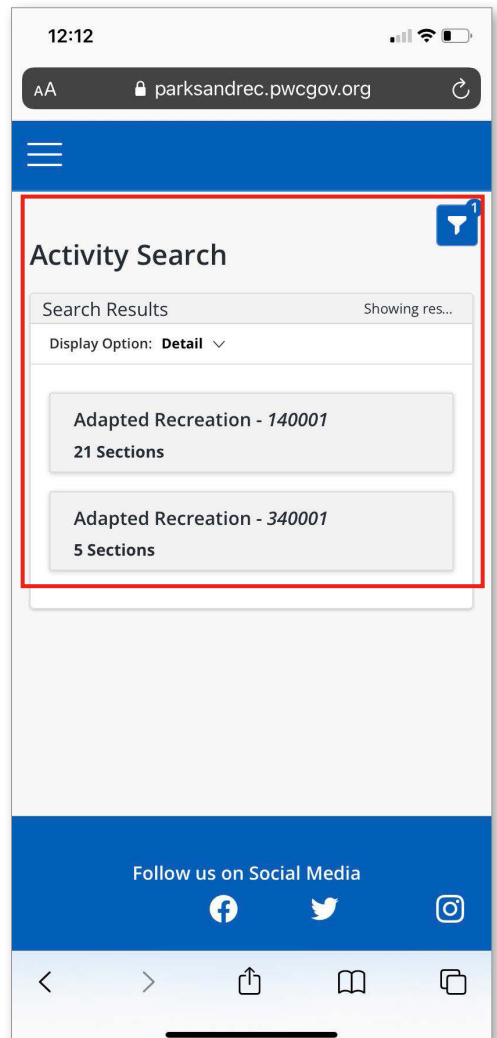 12:12
AA parksandrec.pwcgov.org
1
Activity Search
Search Results Showing res...
Display Option: Detail
Adapted Recreation - 140001
21 Sections
Adapted Recreation - 340001
5 Sections
Follow us on Social Media